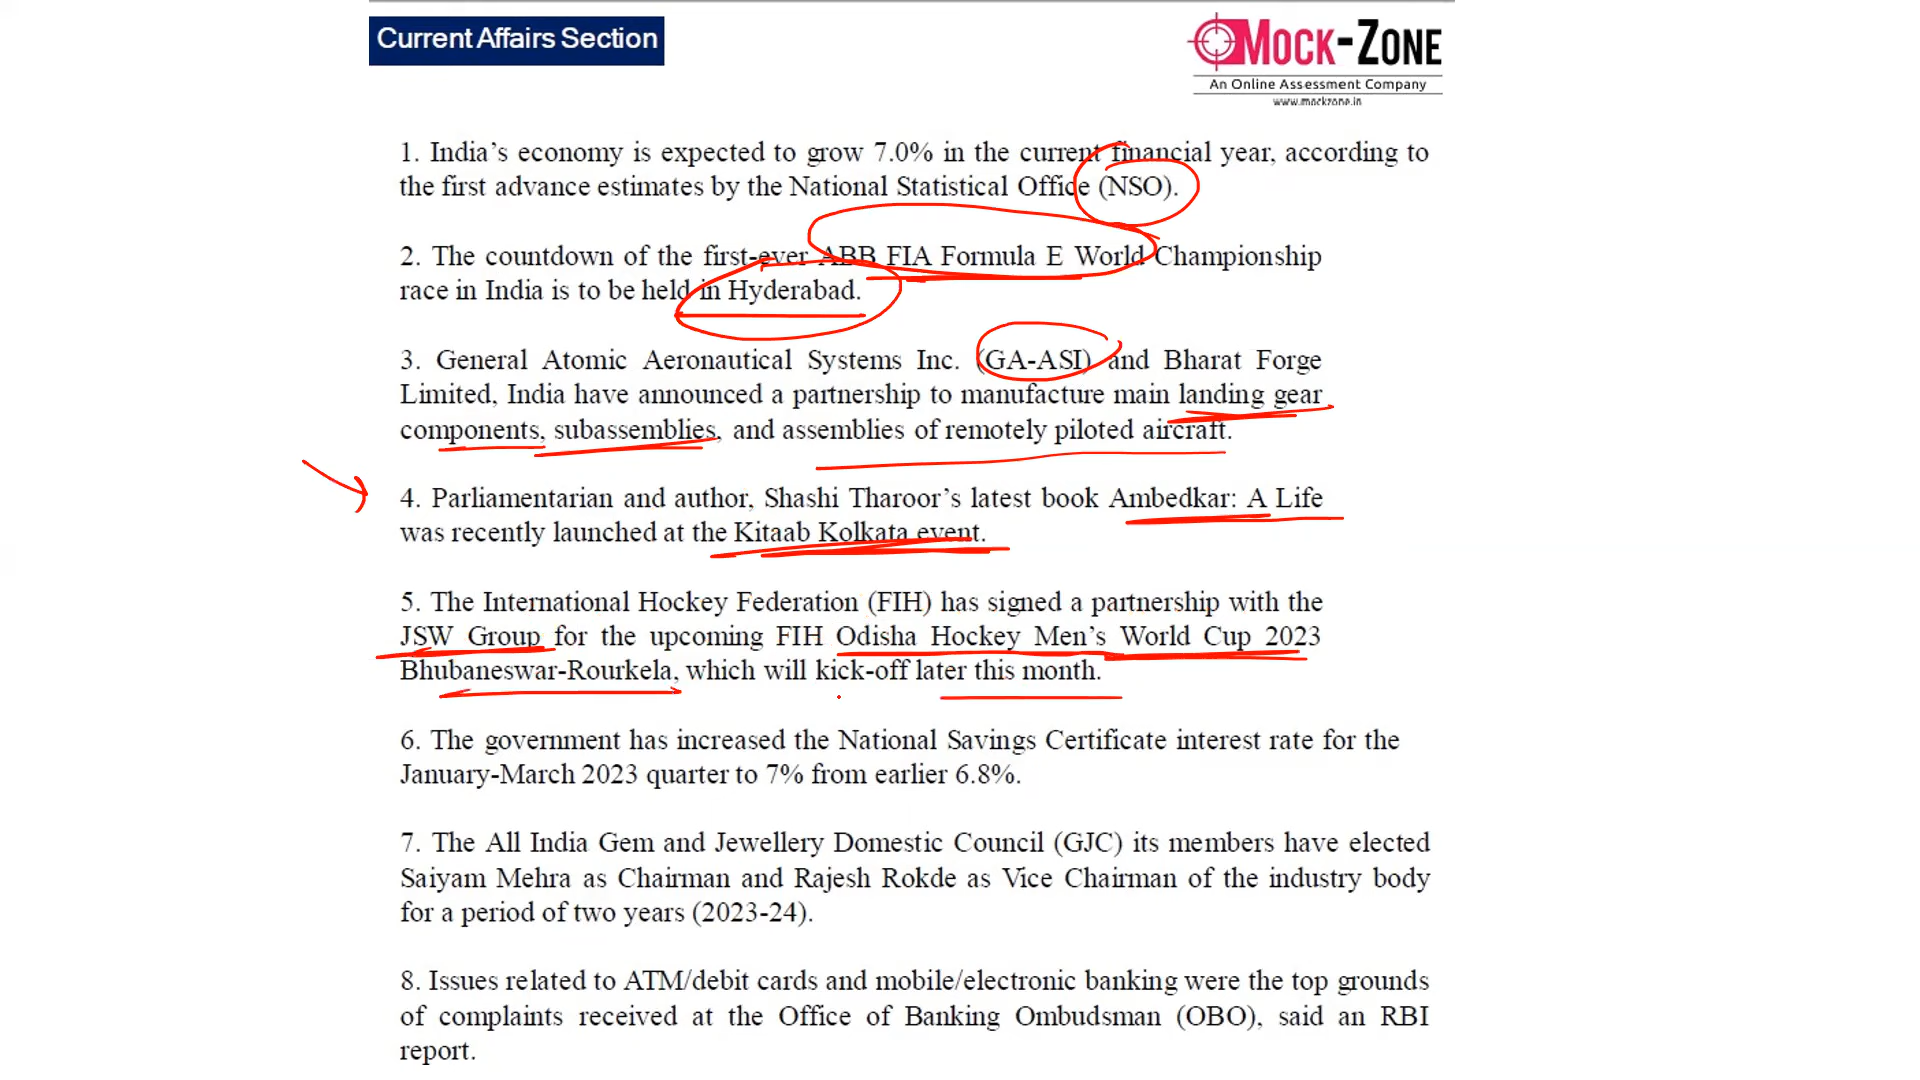 Current Affairs Section
MOCK-ZONE
An Online Assessment Company
www.mockzone.in
1. India’s economy is expected to grow 7.0% in the current financial year, according to
the first advance estimates by the National Statistical Office (NSO).
2. The countdown of the first-ever ABB FIA Formula E World Championship
race in India is to be held in Hyderabad.
3. General Atomic Aeronautical Systems Inc. (GA-ASI) and Bharat Forge
Limited, India have announced a partnership to manufacture main landing gear
components, subassemblies, and assemblies of remotely piloted aircraft.
4. Parliamentarian and author, Shashi Tharoor’s latest book Ambedkar: A Life
was recently launched at the Kitaab Kolkata event.
5. The International Hockey Federation (FIH) has signed a partnership with the
JSW Group for the upcoming FIH Odisha Hockey Men’s World Cup 2023
Bhubaneswar-Rourkela, which will kick-off later this month.
6. The government has increased the National Savings Certificate interest rate for the
January-March 2023 quarter to 7% from earlier 6.8%.
7. The All India Gem and Jewellery Domestic Council (GJC) its members have elected
Saiyam Mehra as Chairman and Rajesh Rokde as Vice Chairman of the industry body
for a period of two years (2023-24).
8. Issues related to ATM/debit cards and mobile/electronic banking were the top grounds
of complaints received at the Office of Banking Ombudsman (OBO), said an RBI
report.